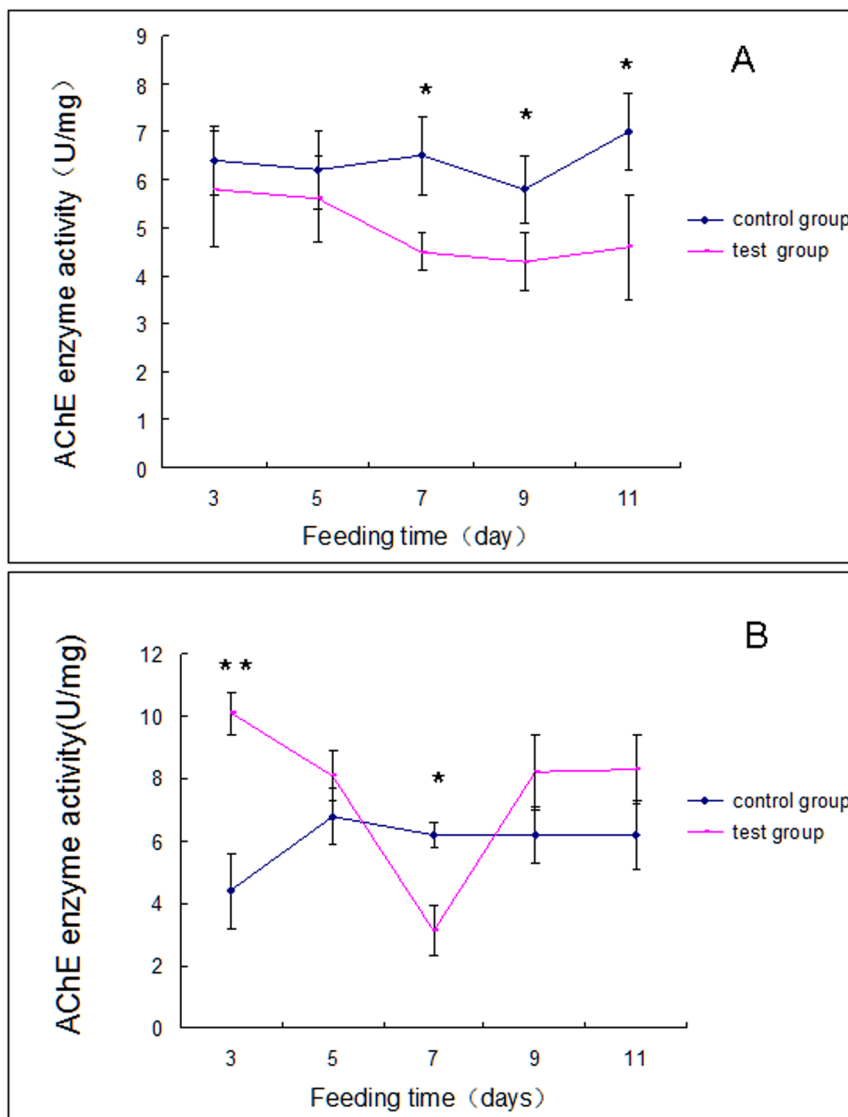 A
9
8
7
6
5
4
3
2
1
0
AChE enzyme activity（U/mg）
* * *
control group
test group
3 5 7 9 11
Feeding time（day）
B
12
10
8
6
4
2
0
AChE enzyme activity(U/mg)
**
*
control group
test group
3 5 7 9 11
Feeding time（days）